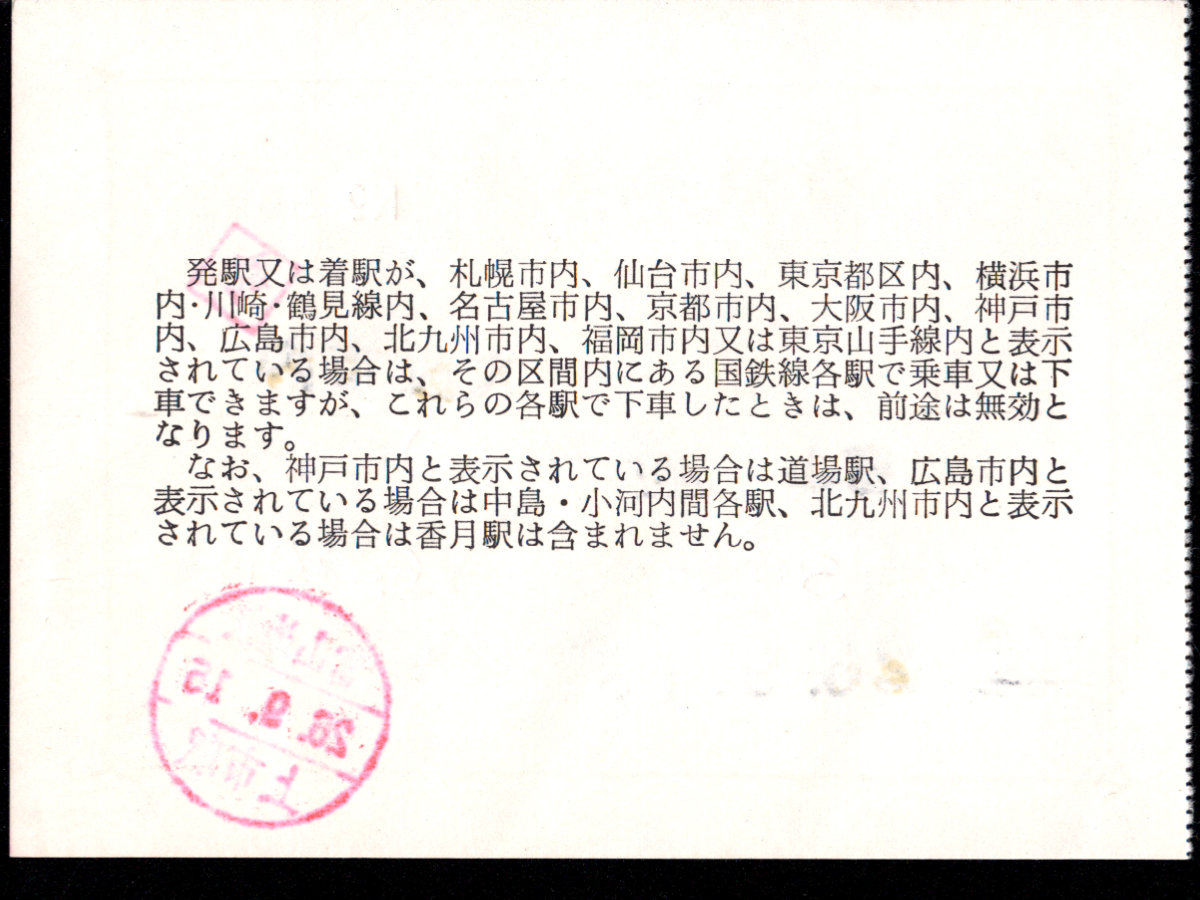 発駅又は着駅が、札幌市内、仙台市内、東京都区内、横浜市
内・川崎・鶴見線内、名古屋市内、京都市内、大阪市内、神戸市
内、広島市内、北九州市内、福岡市内又は東京山手線内と表示
されている場合は、その区間内にある国鉄線各駅で乗車又は下
車できますが、これらの各駅で下車したときは、前途は無効と
なります。
なお、神戸市内と表示されている場合は道場駅、広島市内と
表示されている場合は中島・小河内間各駅、北九州市内と表示
されている場合は香月駅は含まれません。